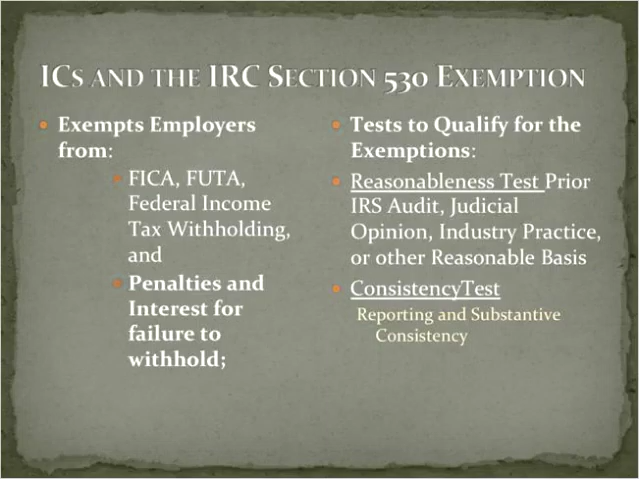 ICs and the IRC Section 530 Exemption
Exempts Employers
from:
FICA, FUTA,
Federal Income
Tax Withholding,
and
Penalties and
Interest for
failure to
withhold;
Tests to Qualify for the
Exemptions:
Reasonableness Test Prior
IRS Audit, Judicial
Opinion, Industry Practice,
or other Reasonable Basis
ConsistencyTest
Reporting and Substantive
Consistency